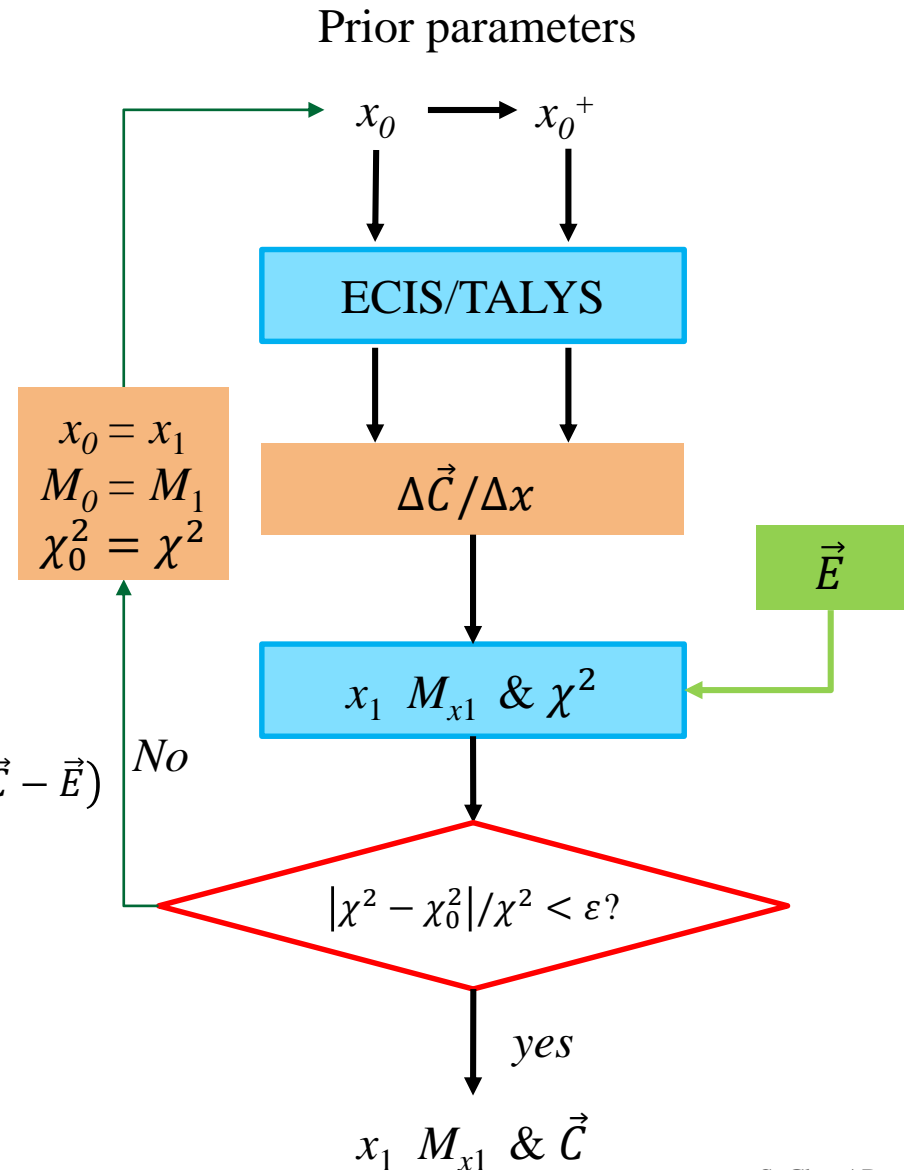 Prior parameters
x₀ x₀⁺
ECIS/TALYS
x₀ = x₁
M₀ = M₁
χ₀² = χ²
ΔC⃗/Δx
E⃗
x₁ Mₓ₁ & χ²
No
C⃗ − E⃗)
|χ² − χ₀²|/χ² < ε?
yes
x₁ Mₓ₁ & C⃗